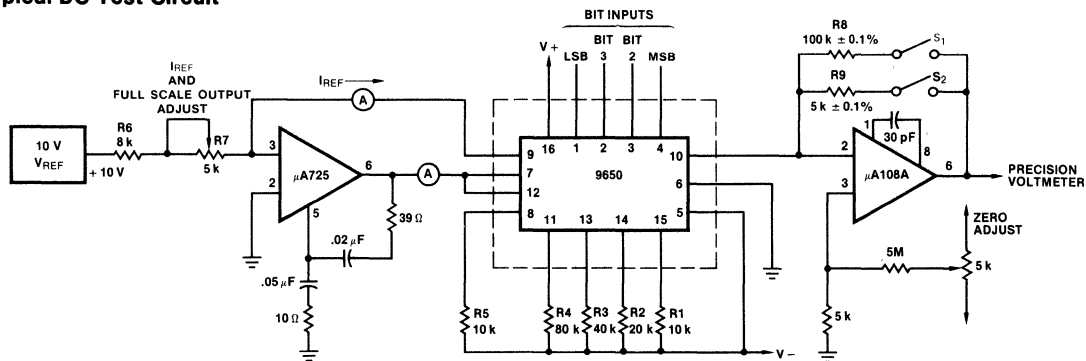 pical DC Test Circuit
BIT INPUTS
V+
LSB
BIT 3
BIT 2
MSB
R8
100 k ± 0.1%
S1
R9
5 k ± 0.1%
S2
IREF
AND
FULL SCALE OUTPUT
ADJUST
IREF
A
10 V
VREF
+ 10 V
R6
8 k
R7
5 k
3
2
μA725
6
5
A
39 Ω
.02 μF
.05 μF
10 Ω
16
1
2
3
4
9
7
12
8
9650
10
6
5
11
13
14
15
R5
10 k
R4
80 k
R3
40 k
R2
20 k
R1
10 k
V–
1
30 pF
8
2
3
μA108A
6
PRECISION
VOLTMETER
ZERO
ADJUST
5M
5 k
5 k